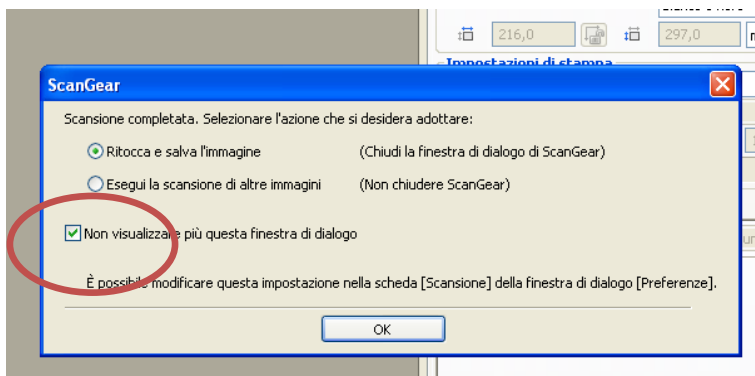 216,0 297,0
Impostazioni di stampa
ScanGear
Scansione completata. Selezionare l'azione che si desidera adottare:
Ritocca e salva l'immagine (Chiudi la finestra di dialogo di ScanGear)
Esegui la scansione di altre immagini (Non chiudere ScanGear)
Non visualizzare più questa finestra di dialogo
È possibile modificare questa impostazione nella scheda [Scansione] della finestra di dialogo [Preferenze].
OK